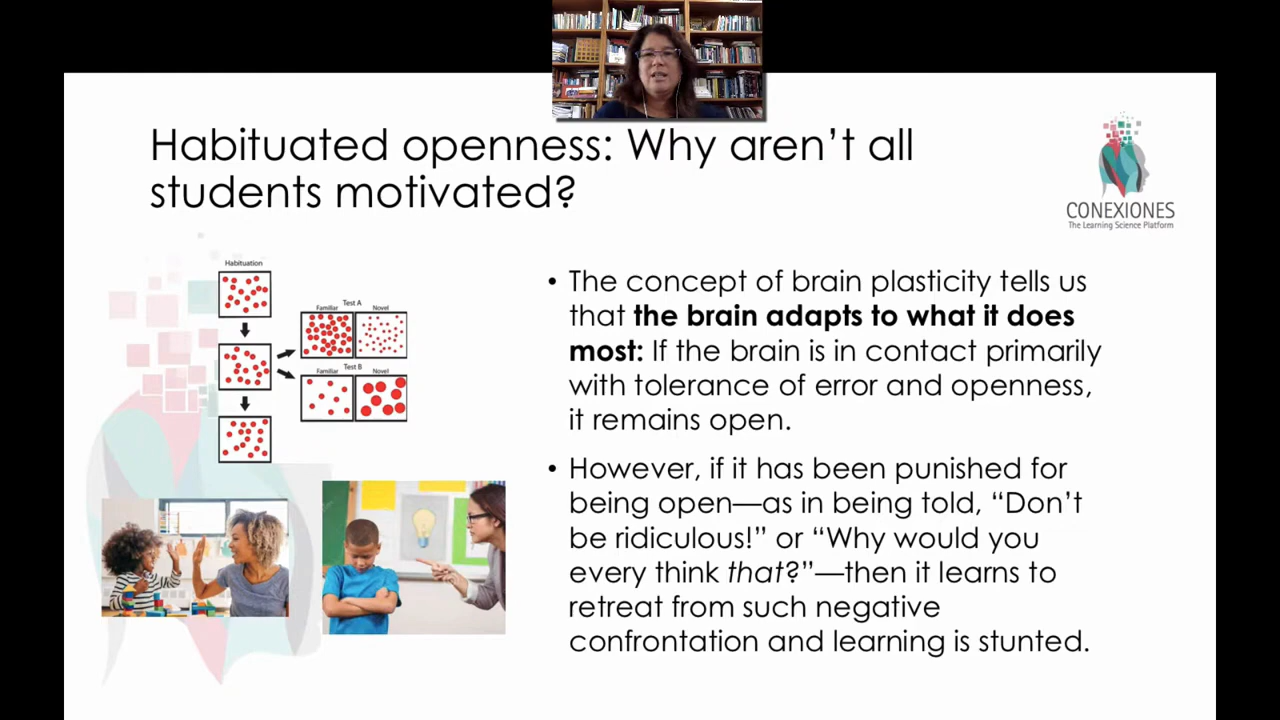 Habituated openness: Why aren’t all
students motivated?
CONEXIONES
The Learning Science Platform
Habituation
Test A
Familiar
Novel
Test B
Familiar
Novel
• The concept of brain plasticity tells us
that the brain adapts to what it does
most: If the brain is in contact primarily
with tolerance of error and openness,
it remains open.
• However, if it has been punished for
being open—as in being told, “Don’t
be ridiculous!” or “Why would you
every think that?”—then it learns to
retreat from such negative
confrontation and learning is stunted.